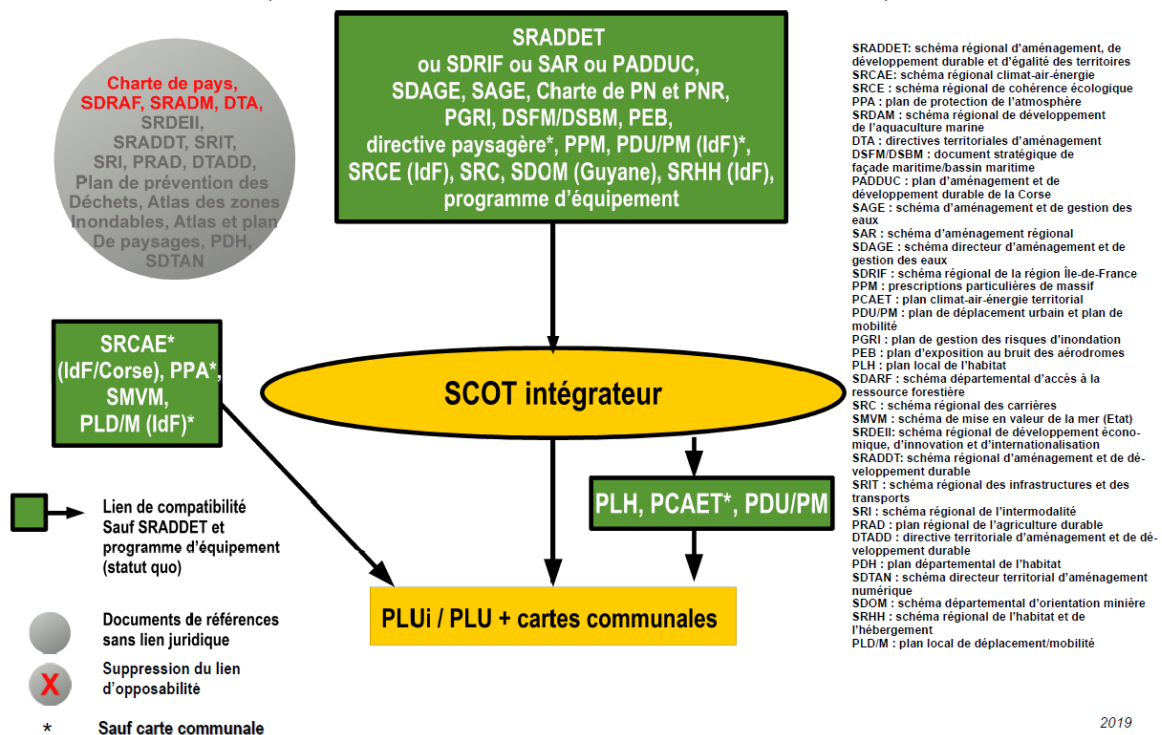 SRADDET
ou SDRIF ou SAR ou PADDUC,
SDAGE, SAGE, Charte de PN et PNR,
PGRI, DSFM/DSBM, PEB,
directive paysagère*, PPM, PDU/PM (IdF)*,
SRCE (IdF), SRC, SDOM (Guyane), SRHH (IdF),
programme d'équipement
Charte de pays,
SDRAF, SRADM, DTA,
SRDEII,
SRADDT, SRIT,
SRI, PRAD, DTADD,
Plan de prévention des
Déchets, Atlas des zones
Inondables, Atlas et plan
De paysages, PDH,
SDTAN
SRCAE*
(IdF/Corse), PPA*,
SMVM,
PLD/M (IdF)*
SCOT intégrateur
PLH, PCAET*, PDU/PM
PLUi / PLU + cartes communales
Lien de compatibilité
Sauf SRADDET et
programme d'équipement
(statut quo)
Documents de références
sans lien juridique
X
Suppression du lien
d'opposabilité
* Sauf carte communale
SRADDET: schéma régional d'aménagement, de
développement durable et d'égalité des territoires
SRCAE: schéma régional climat-air-énergie
SRCE : schéma régional de cohérence écologique
PPA : plan de protection de l'atmosphère
SRDAM : schéma régional de développement
de l'aquaculture marine
DTA : directives territoriales d'aménagement
DSFM/DSBM : document stratégique de
façade maritime/bassin maritime
PADDUC : plan d'aménagement et de
développement durable de la Corse
SAGE : schéma d'aménagement et de gestion des
eaux
SAR : schéma d'aménagement régional
SDAGE : schéma directeur d'aménagement et de
gestion des eaux
SDRIF : schéma régional de la région Île-de-France
PPM : prescriptions particulières de massif
PCAET : plan climat-air-énergie territorial
PDU/PM : plan de déplacement urbain et plan de
mobilité
PGRI : plan de gestion des risques d'inondation
PEB : plan d'exposition au bruit des aérodromes
PLH : plan local de l'habitat
SDARF : schéma départemental d'accès à la
ressource forestière
SRC : schéma régional des carrières
SMVM : schéma de mise en valeur de la mer (Etat)
SRDEII: schéma régional de développement écono-
mique, d'innovation et d'internationalisation
SRADDT: schéma régional d'aménagement et de dé-
veloppement durable
SRIT : schéma régional des infrastructures et des
transports
SRI : schéma régional de l'intermodalité
PRAD : plan régional de l'agriculture durable
DTADD : directive territoriale d'aménagement et de dé-
veloppement durable
PDH : plan départemental de l'habitat
SDTAN : schéma directeur territorial d'aménagement
numérique
SDOM : schéma départemental d'orientation minière
SRHH : schéma régional de l'habitat et de
l'hébergement
PLD/M : plan local de déplacement/mobilité
2019